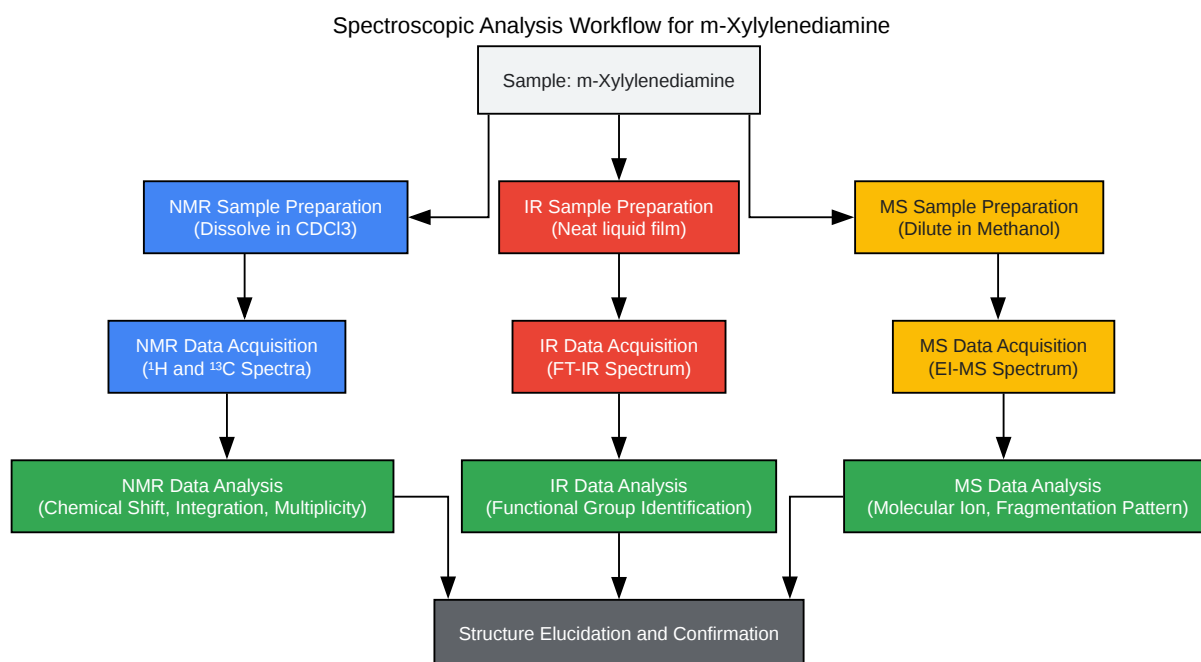 Spectroscopic Analysis Workflow for m-Xylylenediamine
Sample: m-Xylylenediamine
NMR Sample Preparation
(Dissolve in CDCl3)
IR Sample Preparation
(Neat liquid film)
MS Sample Preparation
(Dilute in Methanol)
NMR Data Acquisition
(¹H and ¹³C Spectra)
IR Data Acquisition
(FT-IR Spectrum)
MS Data Acquisition
(EI-MS Spectrum)
NMR Data Analysis
(Chemical Shift, Integration, Multiplicity)
IR Data Analysis
(Functional Group Identification)
MS Data Analysis
(Molecular Ion, Fragmentation Pattern)
Structure Elucidation and Confirmation